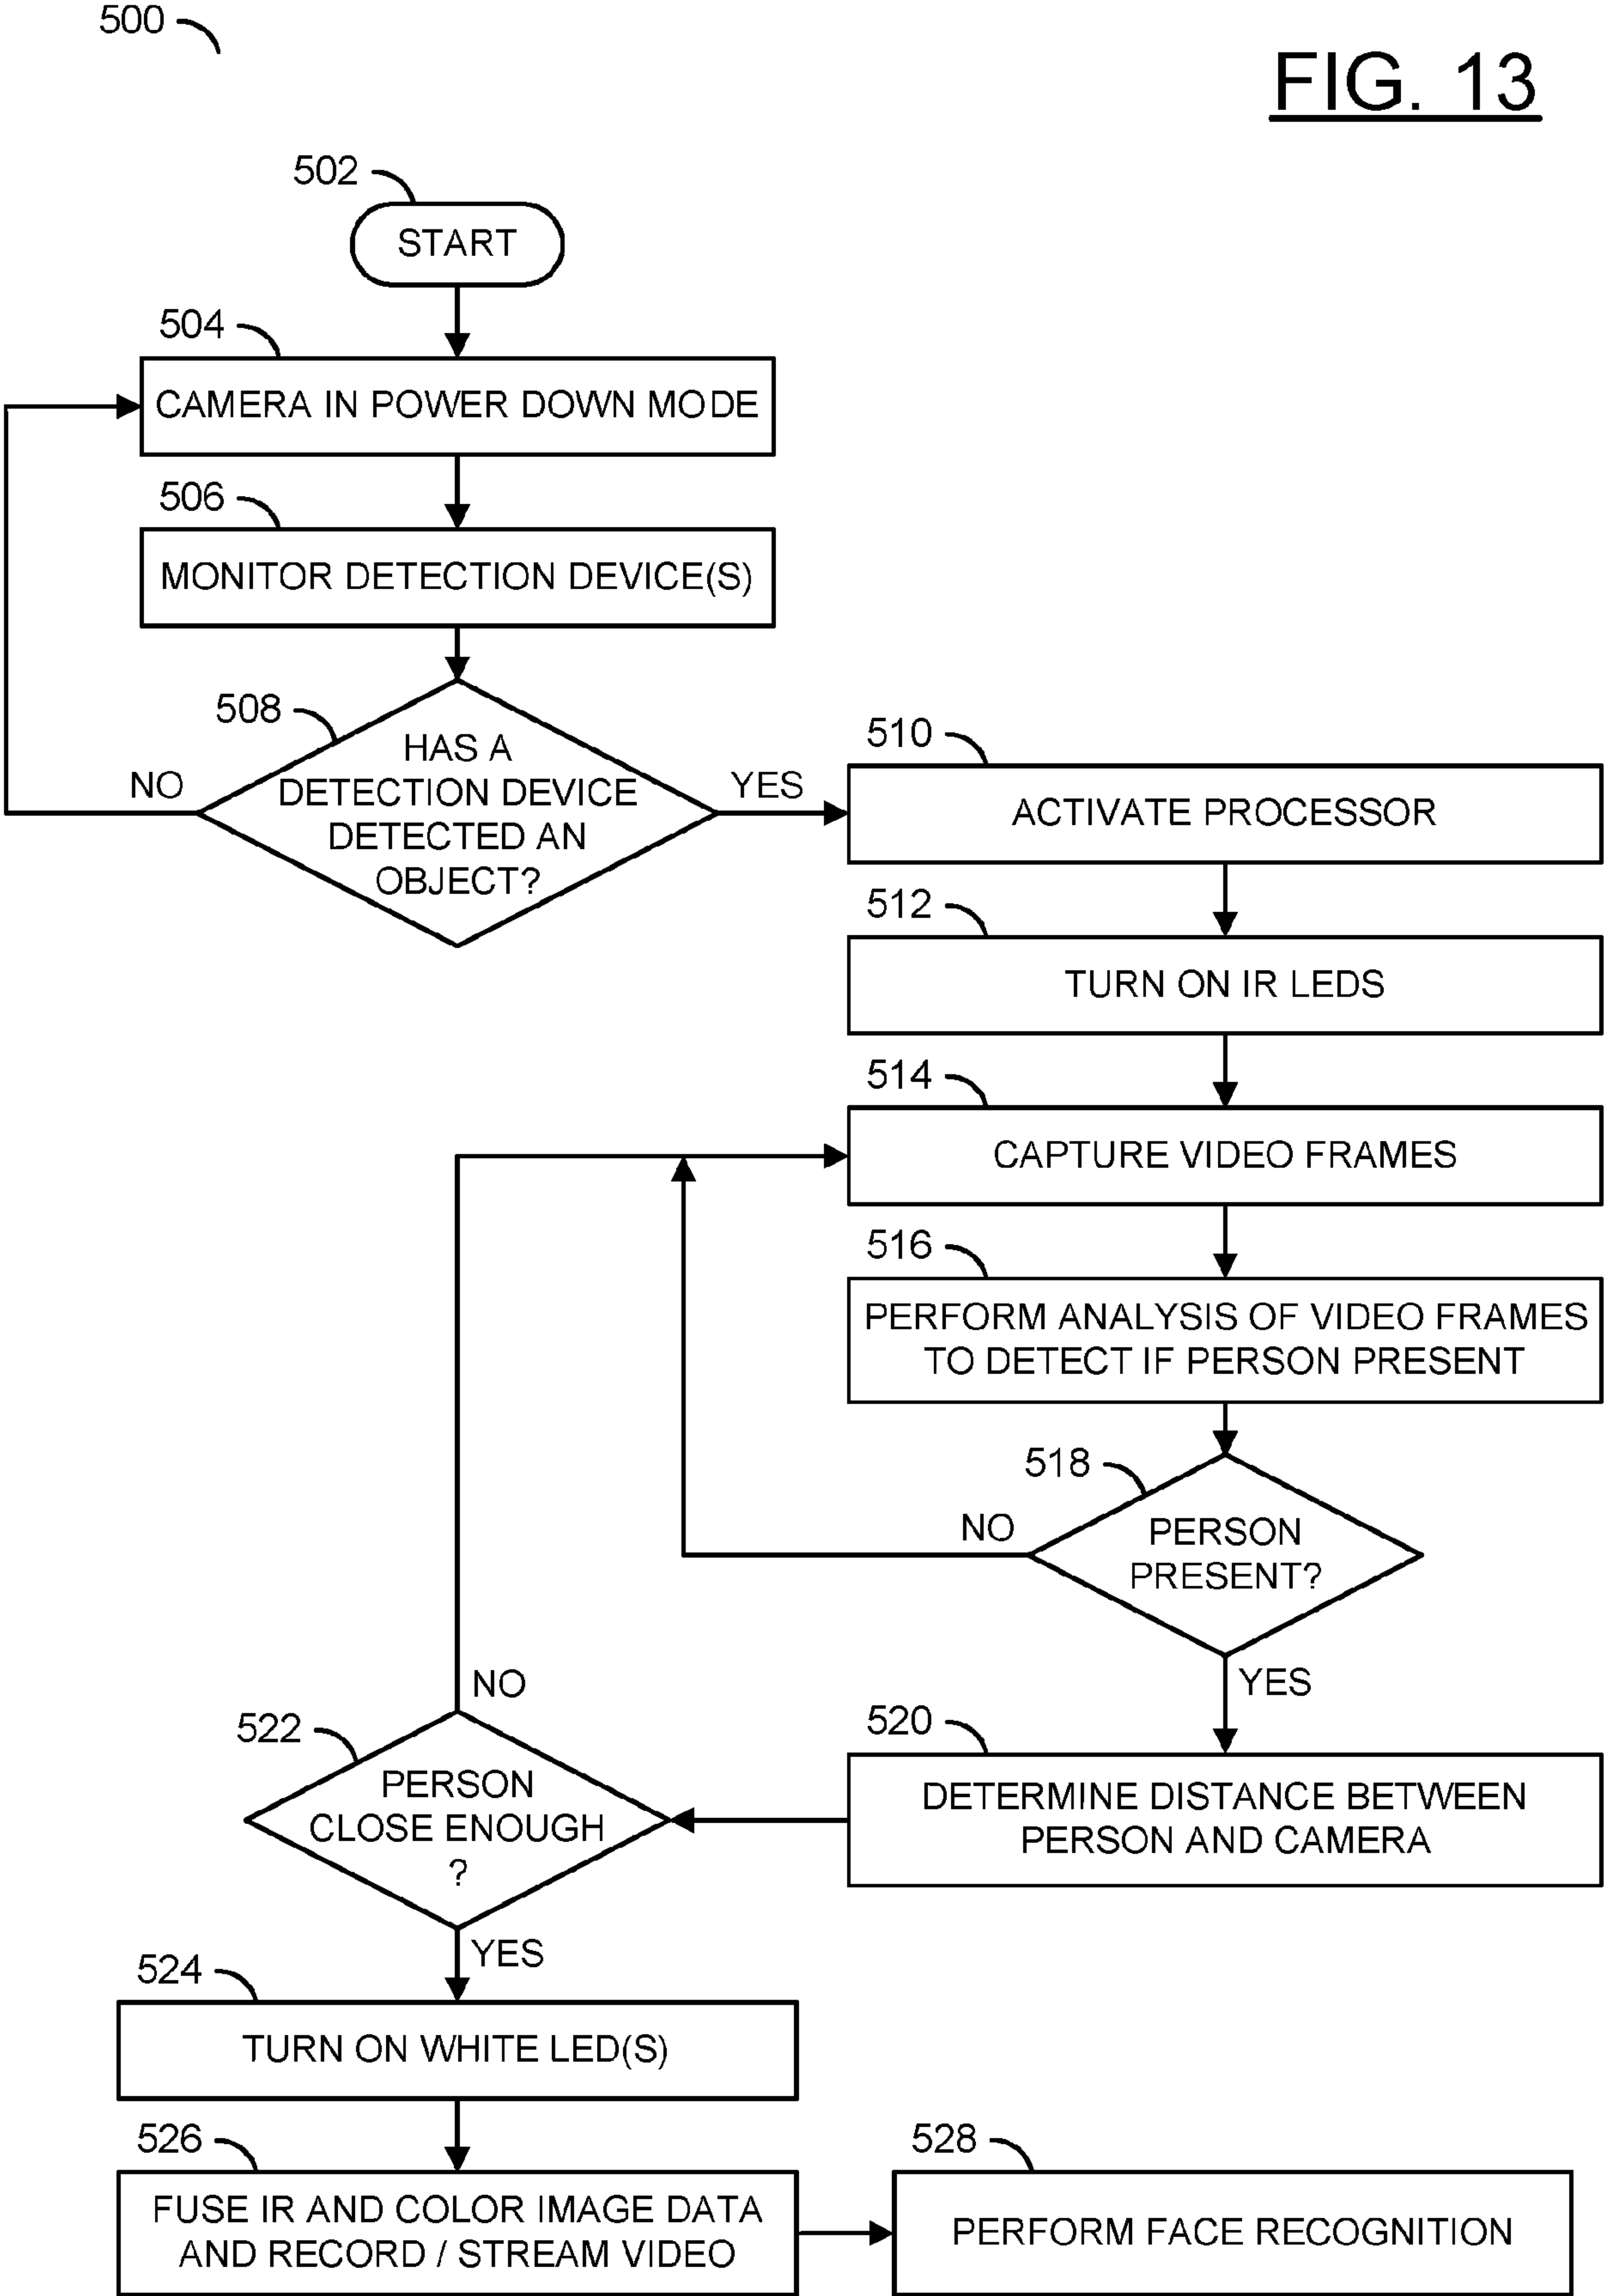 500
FIG. 13
502
START
504
CAMERA IN POWER DOWN MODE
506
MONITOR DETECTION DEVICE(S)
508
HAS A
DETECTION DEVICE
DETECTED AN
OBJECT?
NO
YES
510
ACTIVATE PROCESSOR
512
TURN ON IR LEDS
514
CAPTURE VIDEO FRAMES
516
PERFORM ANALYSIS OF VIDEO FRAMES
TO DETECT IF PERSON PRESENT
518
PERSON
PRESENT?
NO
YES
520
DETERMINE DISTANCE BETWEEN
PERSON AND CAMERA
522
PERSON
CLOSE ENOUGH
?
NO
YES
524
TURN ON WHITE LED(S)
526
FUSE IR AND COLOR IMAGE DATA
AND RECORD / STREAM VIDEO
528
PERFORM FACE RECOGNITION